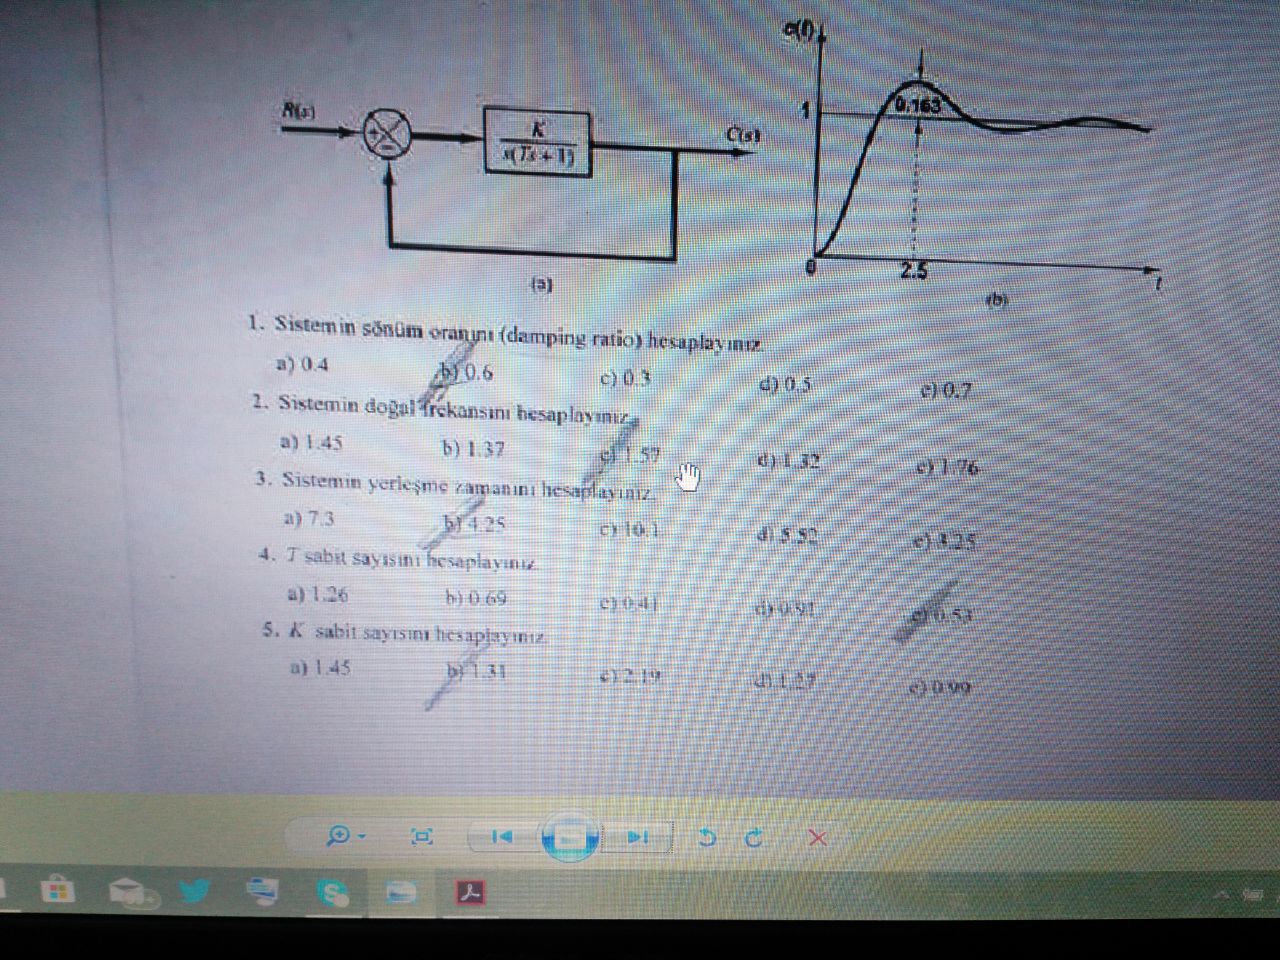 c(t)
R(s)
+
−
K
s(Ts + 1)
C(s)
1
0.163
0
2.5
t
(a)
(b)
1. Sistemin sönüm oranını (damping ratio) hesaplayınız.
a) 0.4 b) 0.6 c) 0.3 d) 0.5 e) 0.7
2. Sistemin doğal frekansını hesaplayınız.
a) 1.45 b) 1.37 c) 1.57 d) 1.32 e) 1.76
3. Sistemin yerleşme zamanını hesaplayınız.
a) 7.3 b) 4.25 c) 10.1 d) 5.52 e) 3.25
4. T sabit sayısını hesaplayınız.
a) 1.26 b) 0.69 c) 0.41 d) 0.91 e) 0.53
5. K sabit sayısını hesaplayınız.
a) 1.45 b) 1.31 c) 2.19 d) 1.27 e) 0.99